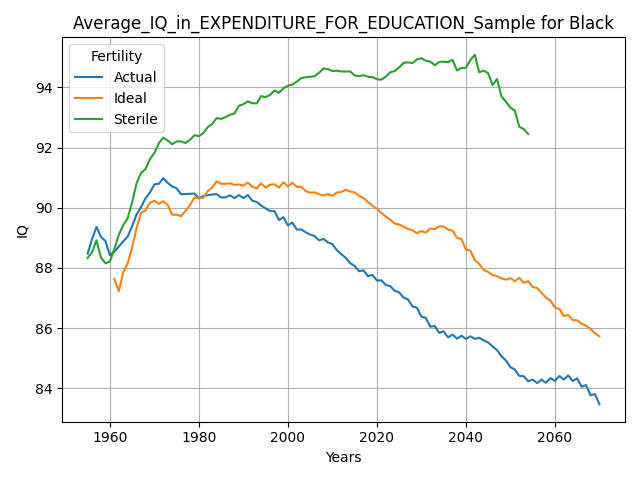 Average_IQ_in_EXPENDITURE_FOR_EDUCATION_Sample for Black
Fertility
Actual
Ideal
Sterile
IQ
94
92
90
88
86
84
1960 1980 2000 2020 2040 2060
Years